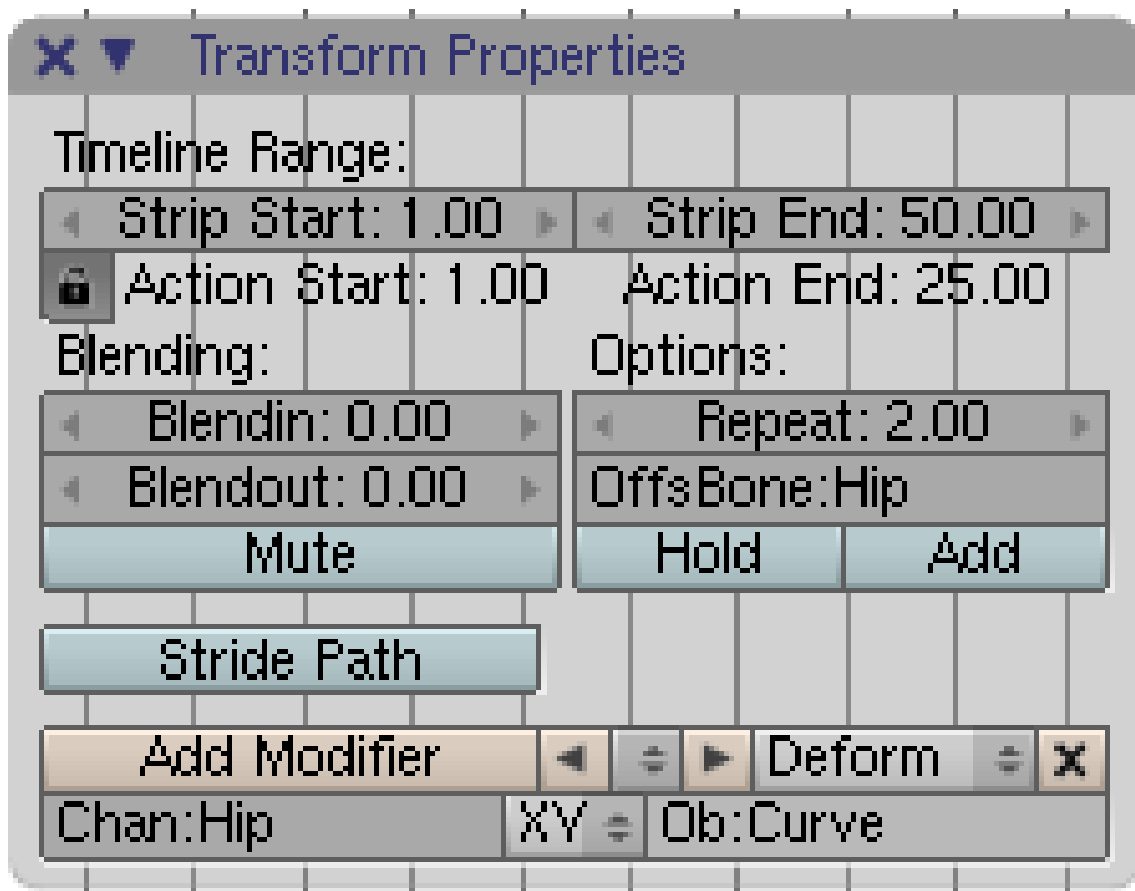 Transform Properties
Timeline Range:
Strip Start: 1.00 Strip End: 50.00
Action Start: 1.00 Action End: 25.00
Blending: Options:
Blendin: 0.00 Repeat: 2.00
Blendout: 0.00 OffsBone:Hip
Mute Hold Add
Stride Path
Add Modifier Deform
Chan:Hip XY Ob:Curve